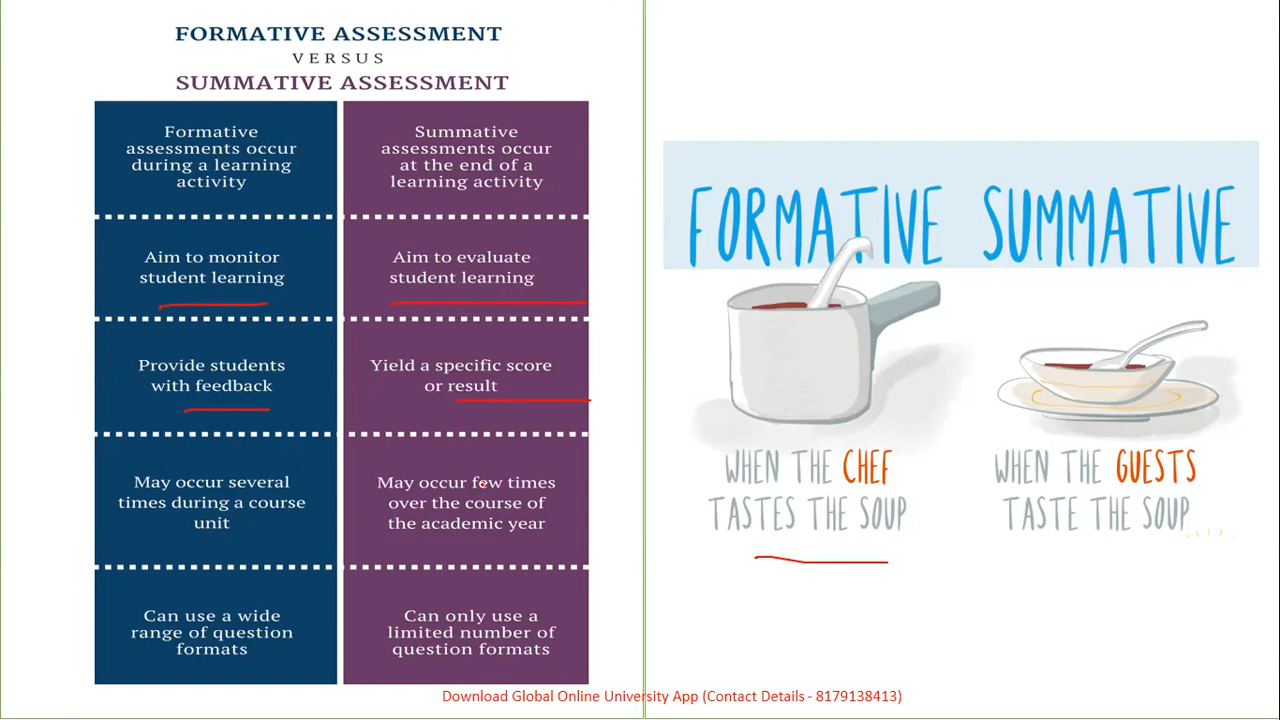 FORMATIVE ASSESSMENT
VERSUS
SUMMATIVE ASSESSMENT
Formative
assessments occur
during a learning
activity
Summative
assessments occur
at the end of a
learning activity
Aim to monitor
student learning
Aim to evaluate
student learning
Provide students
with feedback
Yield a specific score
or result
May occur several
times during a course
unit
May occur few times
over the course of
the academic year
Can use a wide
range of question
formats
Can only use a
limited number of
question formats
FORMATIVE
WHEN THE CHEF
TASTES THE SOUP
SUMMATIVE
WHEN THE GUESTS
TASTE THE SOUP
Download Global Online University App (Contact Details - 8179138413)